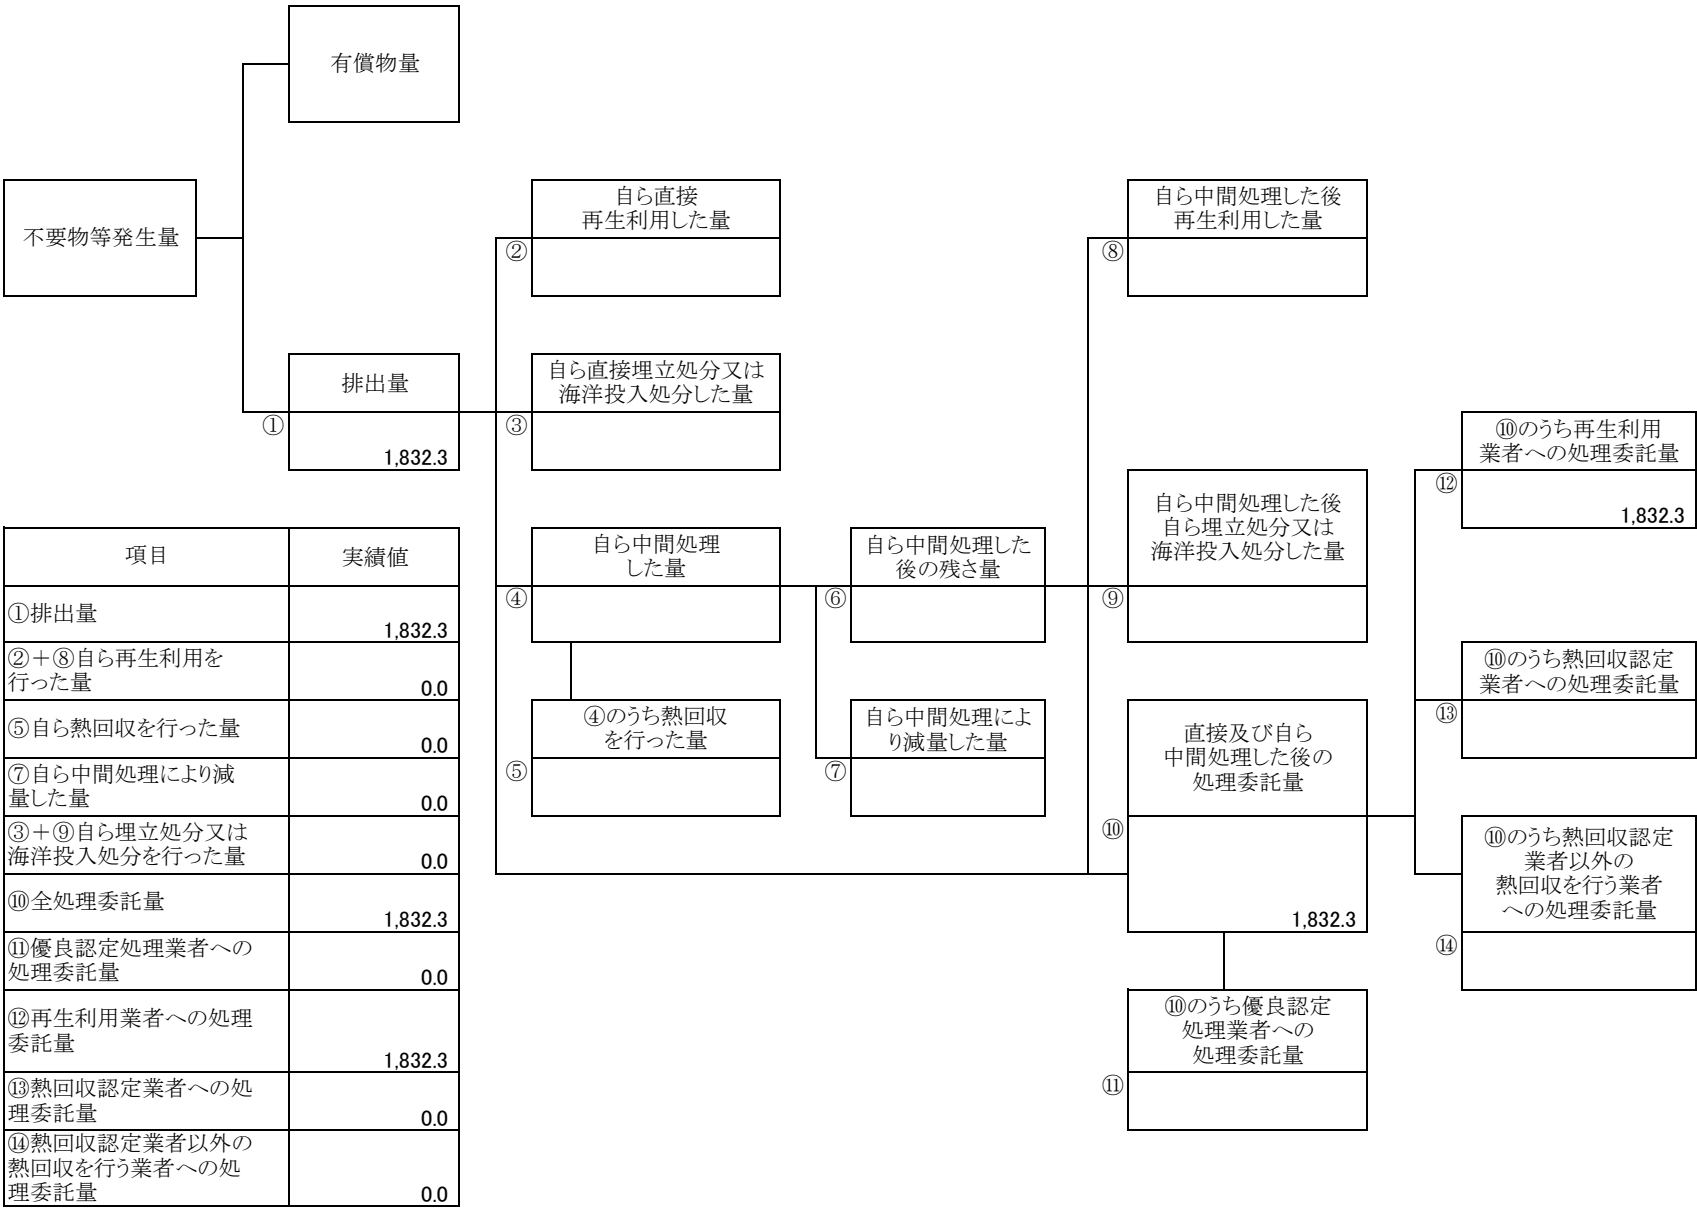 有償物量
不要物等発生量
自ら直接
再生利用した量
②
自ら中間処理した後
再生利用した量
⑧
排出量
①
1,832.3
自ら直接埋立処分又は
海洋投入処分した量
③
⑩のうち再生利用
業者への処理委託量
⑫
1,832.3
自ら中間処理
した量
④
自ら中間処理した
後の残さ量
⑥
自ら中間処理した後
自ら埋立処分又は
海洋投入処分した量
⑨
⑩のうち熱回収認定
業者への処理委託量
⑬
④のうち熱回収
を行った量
⑤
自ら中間処理によ
り減量した量
⑦
直接及び自ら
中間処理した後の
処理委託量
⑩
1,832.3
⑩のうち熱回収認定
業者以外の
熱回収を行う業者
への処理委託量
⑭
⑩のうち優良認定
処理業者への
処理委託量
⑪
項目 実績値
①排出量
1,832.3
②＋⑧自ら再生利用を
行った量
0.0
⑤自ら熱回収を行った量
0.0
⑦自ら中間処理により減
量した量
0.0
③＋⑨自ら埋立処分又は
海洋投入処分を行った量
0.0
⑩全処理委託量
1,832.3
⑪優良認定処理業者への
処理委託量
0.0
⑫再生利用業者への処理
委託量
1,832.3
⑬熱回収認定業者への処
理委託量
0.0
⑭熱回収認定業者以外の
熱回収を行う業者への処
理委託量
0.0